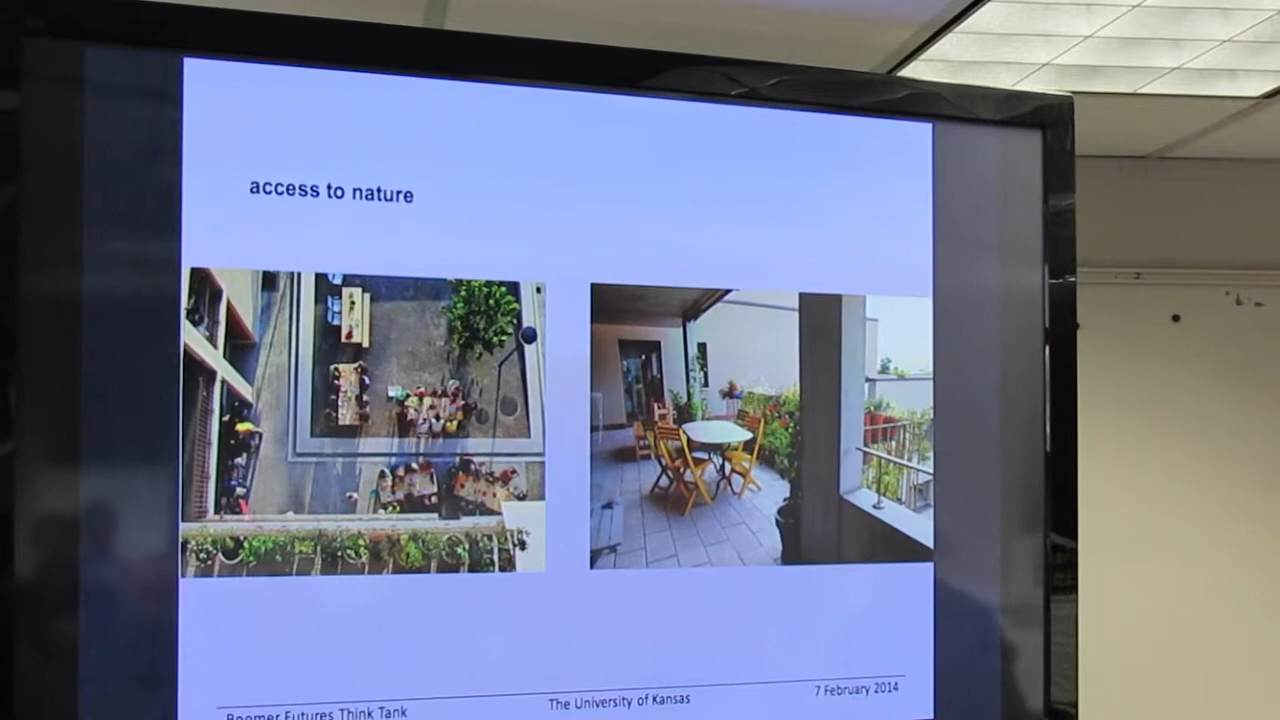 access to nature
Boomer Futures Think Tank
The University of Kansas
7 February 2014